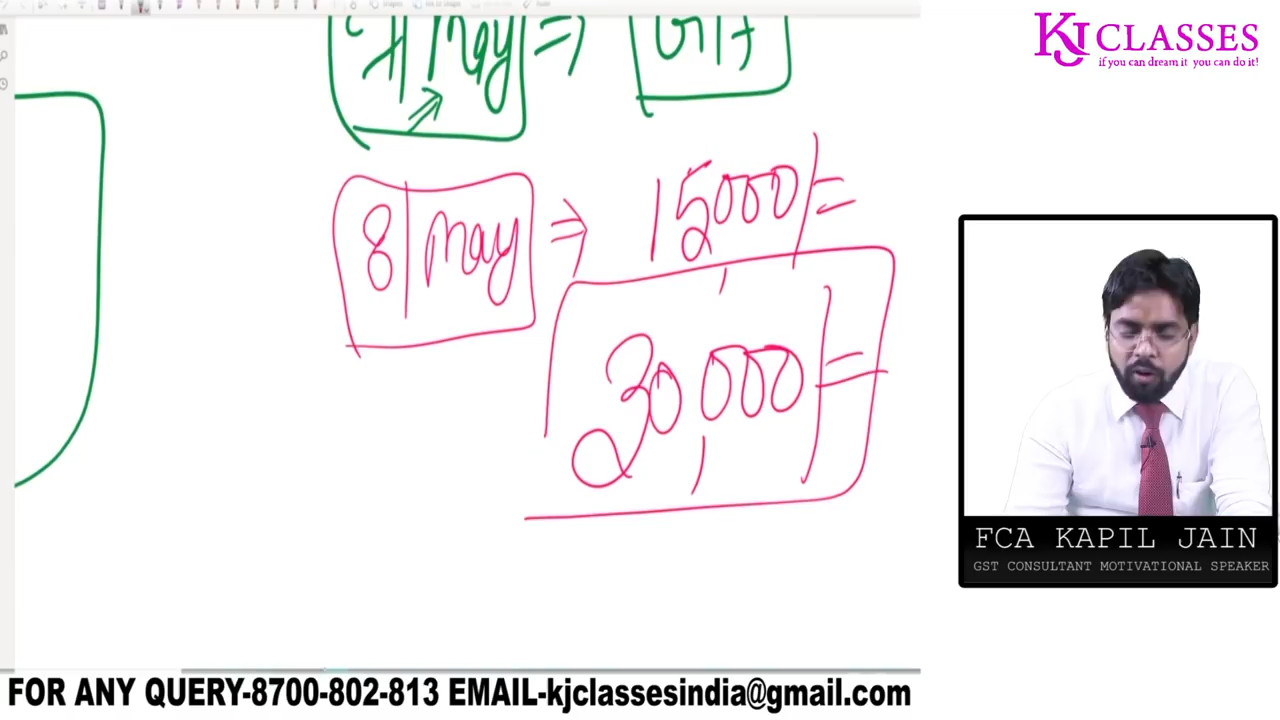 KJ CLASSES
if you can dream it you can do it!
May ⇒ Gift
8 | May ⇒ 15000/=
30,000/=
FCA KAPIL JAIN
GST CONSULTANT MOTIVATIONAL SPEAKER
FOR ANY QUERY-8700-802-813 EMAIL-kjclassesindia@gmail.com